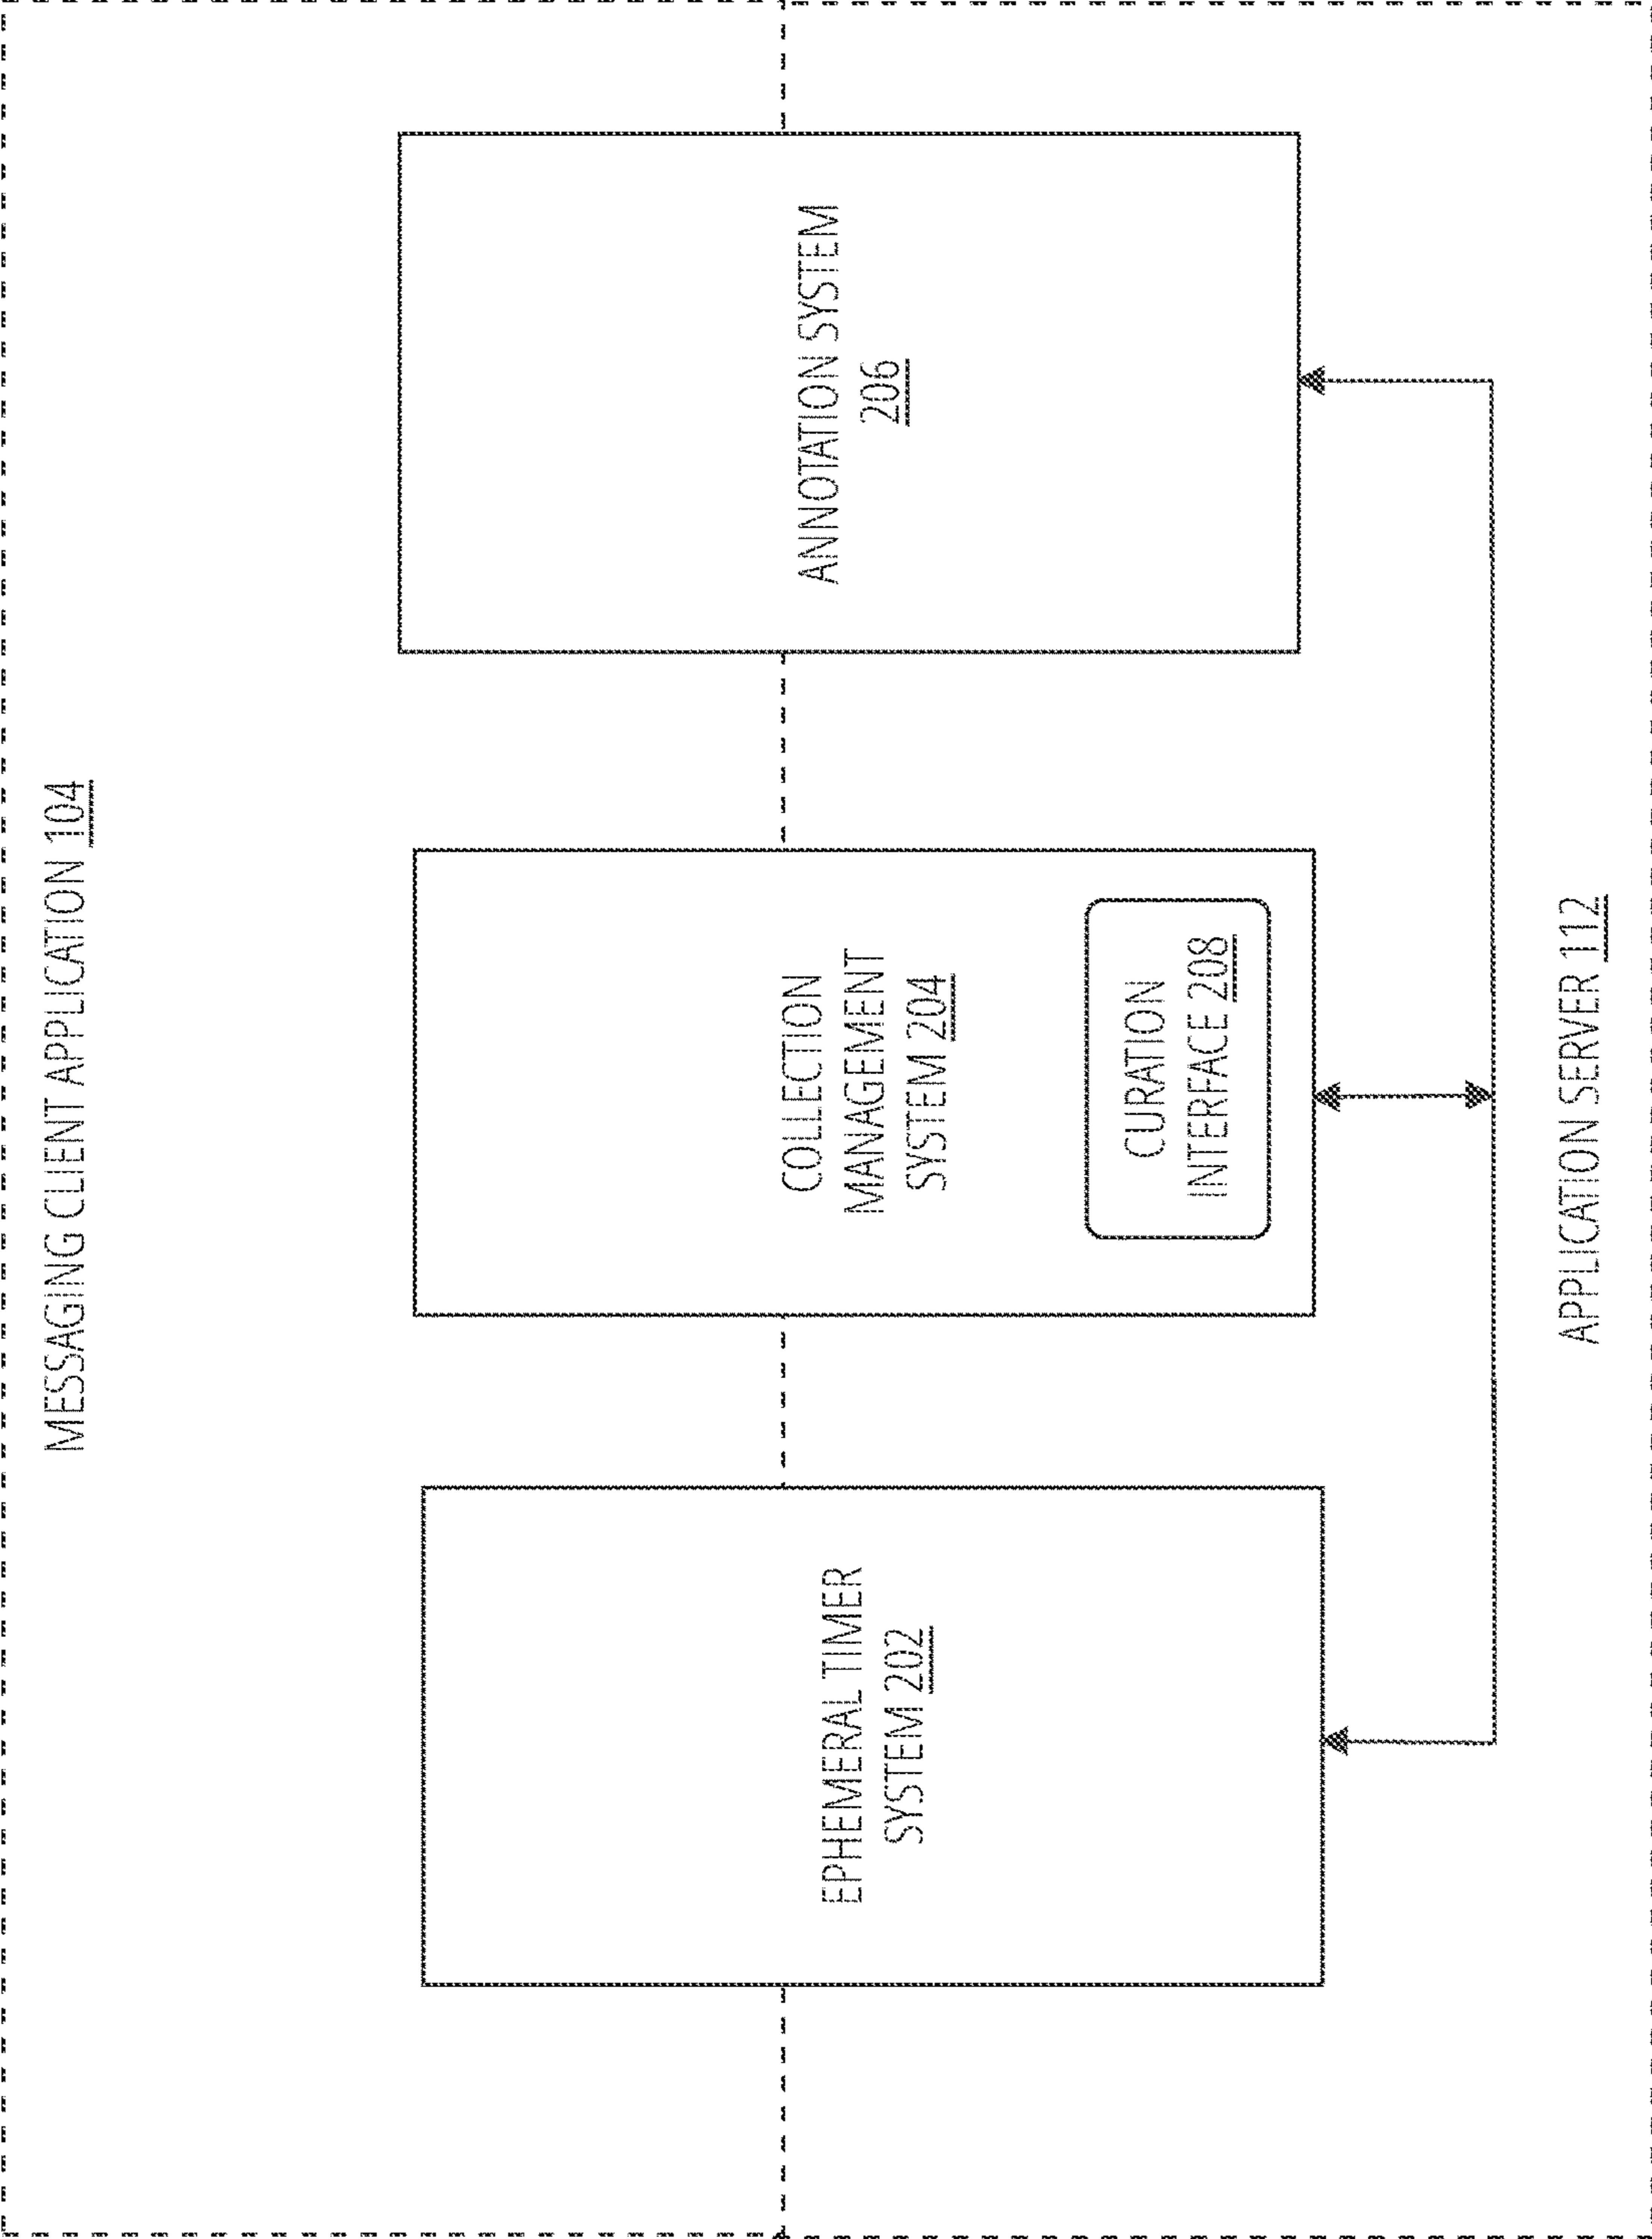 MESSAGING CLIENT APPLICATION 104
EPHEMERAL TIMER
SYSTEM 202
COLLECTION
MANAGEMENT
SYSTEM 204
CURATION
INTERFACE 208
ANNOTATION SYSTEM
206
APPLICATION SERVER 112